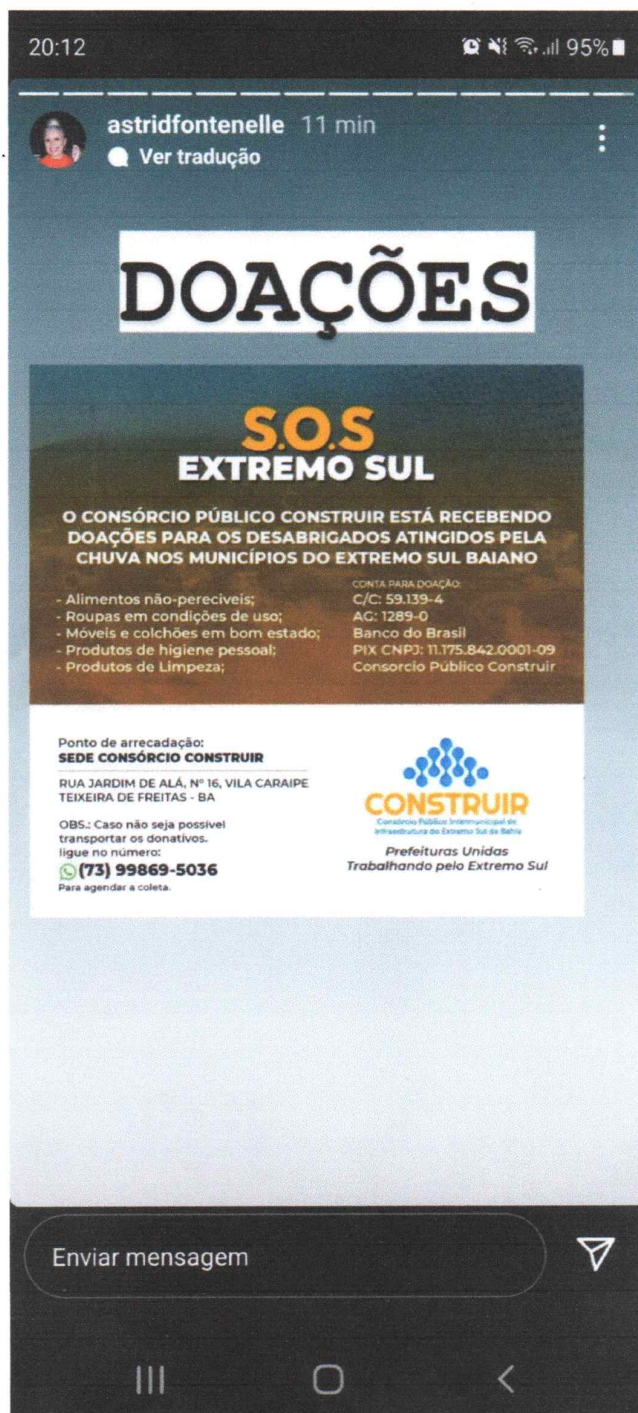 20:12 95%
astridfontenelle 11 min
Ver tradução
DOAÇÕES
S.O.S
EXTREMO SUL
O CONSÓRCIO PÚBLICO CONSTRUIR ESTÁ RECEBENDO
DOAÇÕES PARA OS DESABRIGADOS ATINGIDOS PELA
CHUVA NOS MUNICÍPIOS DO EXTREMO SUL BAIANO
- Alimentos não-pereciveis;
- Roupas em condições de uso;
- Móveis e colchões em bom estado;
- Produtos de higiene pessoal;
- Produtos de Limpeza;
CONTA PARA DOAÇÃO:
C/C: 59.139-4
AG: 1289-0
Banco do Brasil
PIX CNPJ: 11.175.842.0001-09
Consorcio Público Construir
Ponto de arrecadação:
SEDE CONSÓRCIO CONSTRUIR
RUA JARDIM DE ALÁ, Nº 16, VILA CARAIPE
TEIXEIRA DE FREITAS - BA
OBS.: Caso não seja possível
transportar os donativos.
ligue no número:
(73) 99869-5036
Para agendar a coleta.
CONSTRUIR
Consórcio Público Intermunicipal de
Infraestrutura do Extremo Sul da Bahia
Prefeituras Unidas
Trabalhando pelo Extremo Sul
Enviar mensagem